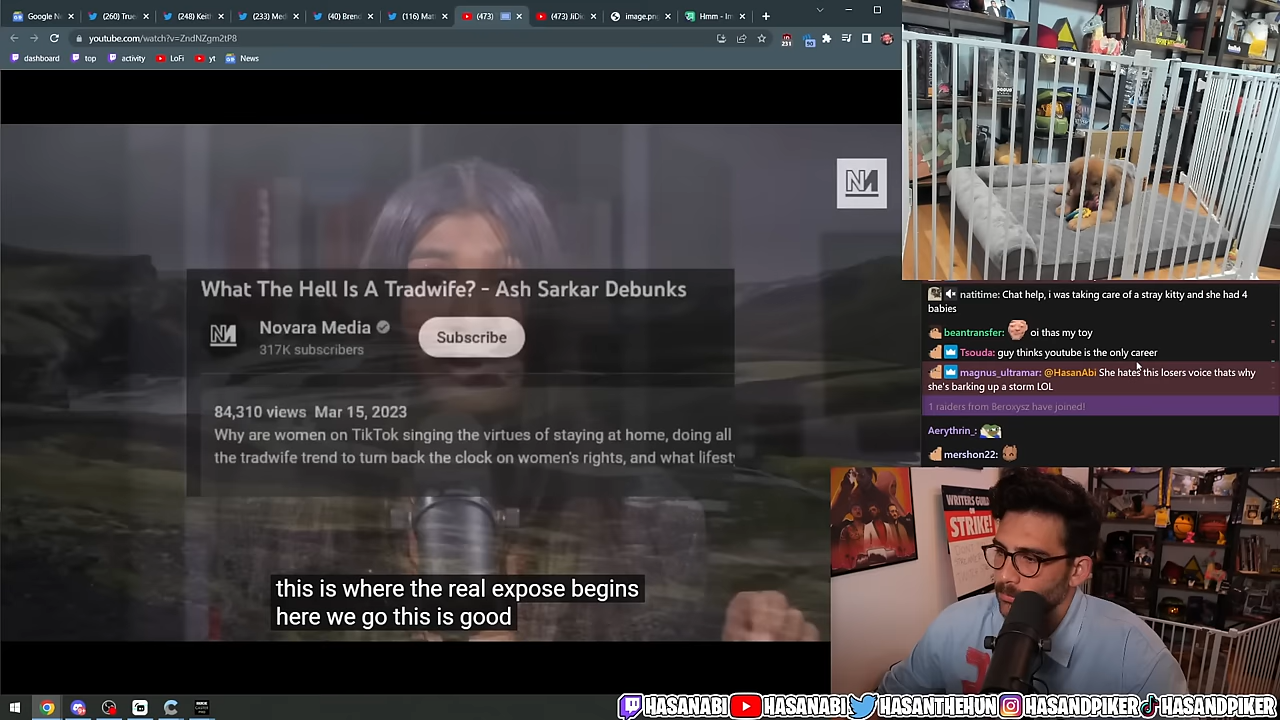 Google N
(260) True
(248) Keith
(233) Med
(40) Bren
(116) Mat
(473)
(473) JiDi
image.pn
Hmm - Im
youtube.com/watch?v=ZndNZgm2tP8
231
90
dashboard
top
activity
LoFi
yt
News
What The Hell Is A Tradwife? - Ash Sarkar Debunks
Novara Media
317K subscribers
Subscribe
84,310 views Mar 15, 2023
Why are women on TikTok singing the virtues of staying at home, doing all
the tradwife trend to turn back the clock on women's rights, and what lifest
this is where the real expose begins
here we go this is good
natitime: Chat help, i was taking care of a stray kitty and she had 4
babies
beantransfer: oi thas my toy
Tsouda: guy thinks youtube is the only career
magnus_ultramar: @HasanAbi She hates this losers voice thats why
she's barking up a storm LOL
1 raiders from Beroxysz have joined!
Aerythrin_:
mershon22:
WRITERS GUILD
ON
STRIKE!
HASANABI
HASANABI
HASANTHEHUN
HASANDPIKER
HASANDPIKER